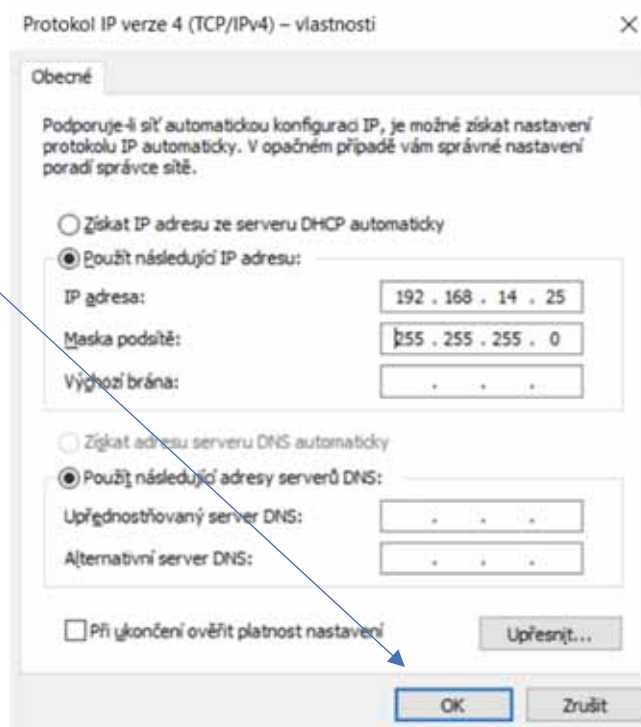 Protokol IP verze 4 (TCP/IPv4) – vlastnosti
Obecné
Podporuje-li síť automatickou konfiguraci IP, je možné získat nastavení
protokolu IP automaticky. V opačném případě vám správné nastavení
poradí správce sítě.
Získat IP adresu ze serveru DHCP automaticky
Použít následující IP adresu:
IP adresa: 192 . 168 . 14 . 25
Maska podsítě: 255 . 255 . 255 . 0
Výchozí brána: . . .
Získat adresu serveru DNS automaticky
Použít následující adresy serverů DNS:
Upřednostňovaný server DNS: . . .
Alternativní server DNS: . . .
Při ukončení ověřit platnost nastavení
Upřesnit...
OK Zrušit